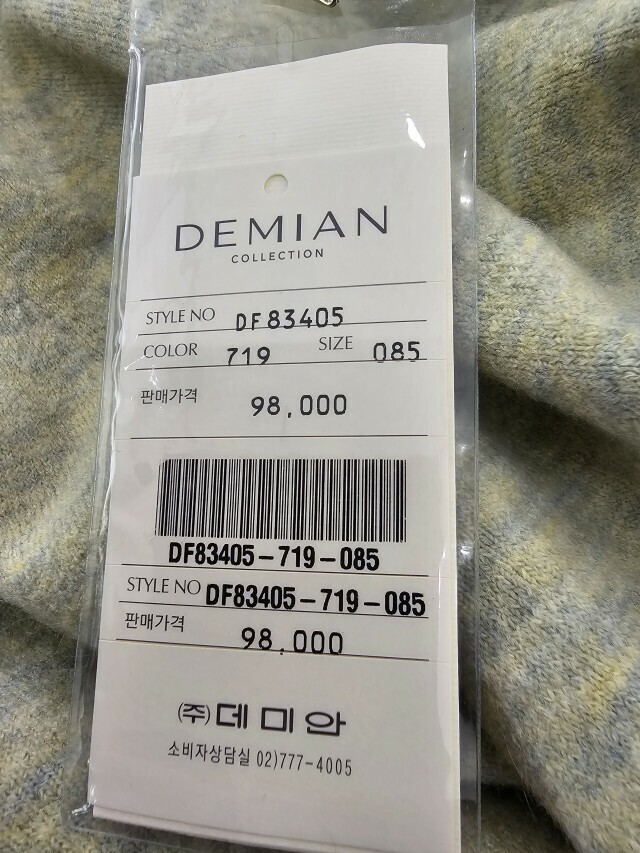 DEMIAN
COLLECTION
STYLE NO DF83405
COLOR 719 SIZE 085
판매가격 98,000
DF83405-719-085
STYLE NO DF83405-719-085
판매가격 98,000
㈜데미안
소비자상담실 02)777-4005